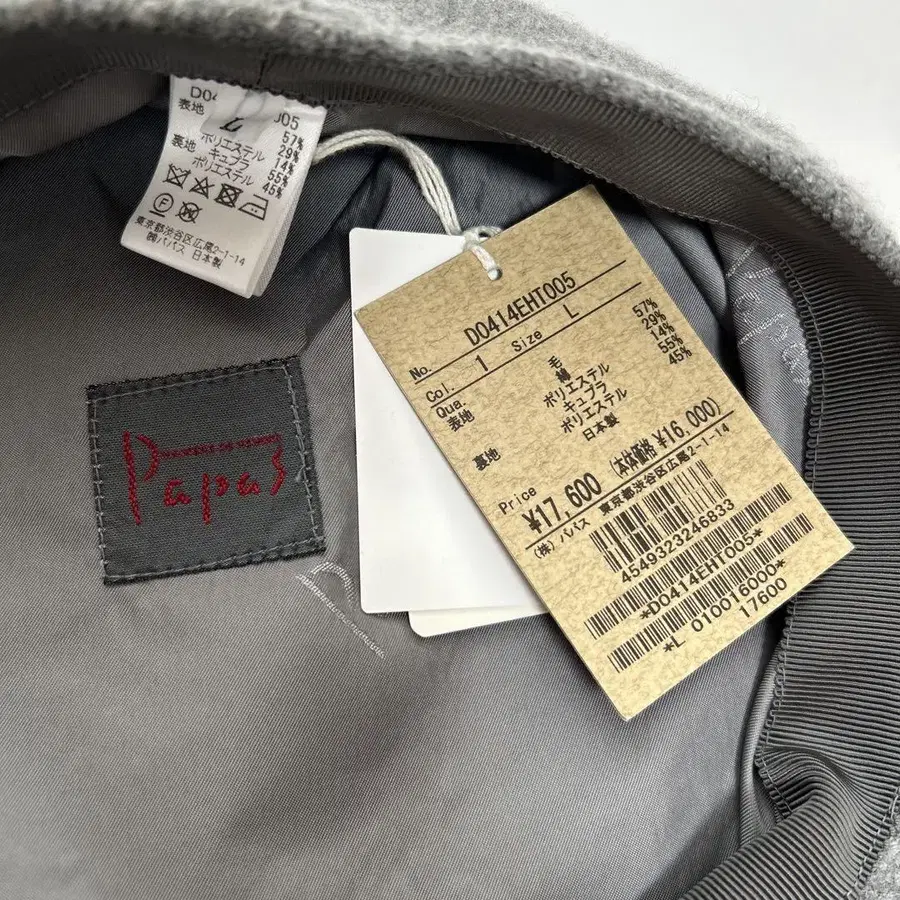 D04
J05
L
表地
57%
ポリエステル 29%
裏地 キュプラ 14%
ポリエステル 55%
45%
東京都渋谷区広尾2-1-14
㈱パパス 日本製
Papas
No. D0414EHT005
Col. 1 Size L
Qua.
表地 毛 57%
綿 29%
ポリエステル 14%
裏地 キュプラ 55%
ポリエステル 45%
日本製
Price ¥17,600 (本体価格 ¥16,000)
(株) パパス 東京都渋谷区広尾2-1-14
4549323246833
*D0414EHT005*
*L 010016000*
17600